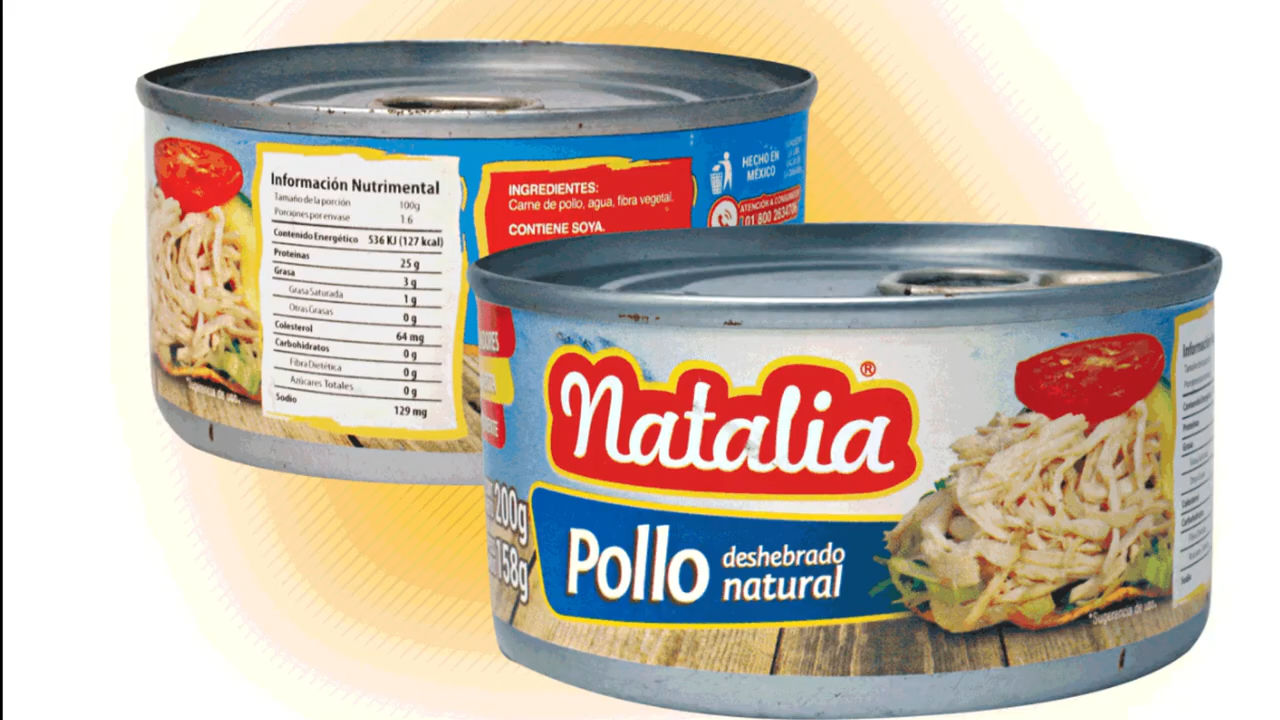 Información Nutrimental
Tamaño de la porción 100g
Porciones por envase 1.6
Contenido Energético 536 KJ (127 kcal)
Proteínas 25 g
Grasa 3 g
Grasa Saturada 1 g
Otras Grasas 0 g
Colesterol 64 mg
Carbohidratos 0 g
Fibra Dietética 0 g
Azúcares Totales 0 g
Sodio 129 mg
INGREDIENTES:
Carne de pollo, agua, fibra vegetal.
CONTIENE SOYA.
HECHO EN
MÉXICO
ATENCIÓN A
01 800
Natalia®
Pollo deshebrado
natural
200g
158g
*Sugerencia de uso.